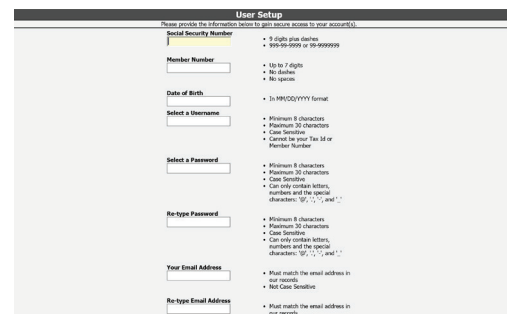 User Setup
Please provide the information below to gain secure access to your account(s).
Social Security Number
• 9 digits plus dashes
• 999-99-9999 or 99-9999999
Member Number
• Up to 7 digits
• No dashes
• No spaces
Date of Birth
• In MM/DD/YYYY format
Select a Username
• Minimum 8 characters
• Maximum 30 characters
• Case Sensitive
• Cannot be your Tax Id or
Member Number
Select a Password
• Minimum 8 characters
• Maximum 30 characters
• Case Sensitive
• Can only contain letters,
numbers and the special
characters: '@', '.', '-', and '_'
Re-type Password
• Minimum 8 characters
• Maximum 30 characters
• Case Sensitive
• Can only contain letters,
numbers and the special
characters: '@', '.', '-', and '_'
Your Email Address
• Must match the email address in
our records
• Not Case Sensitive
Re-type Email Address
• Must match the email address in
our records